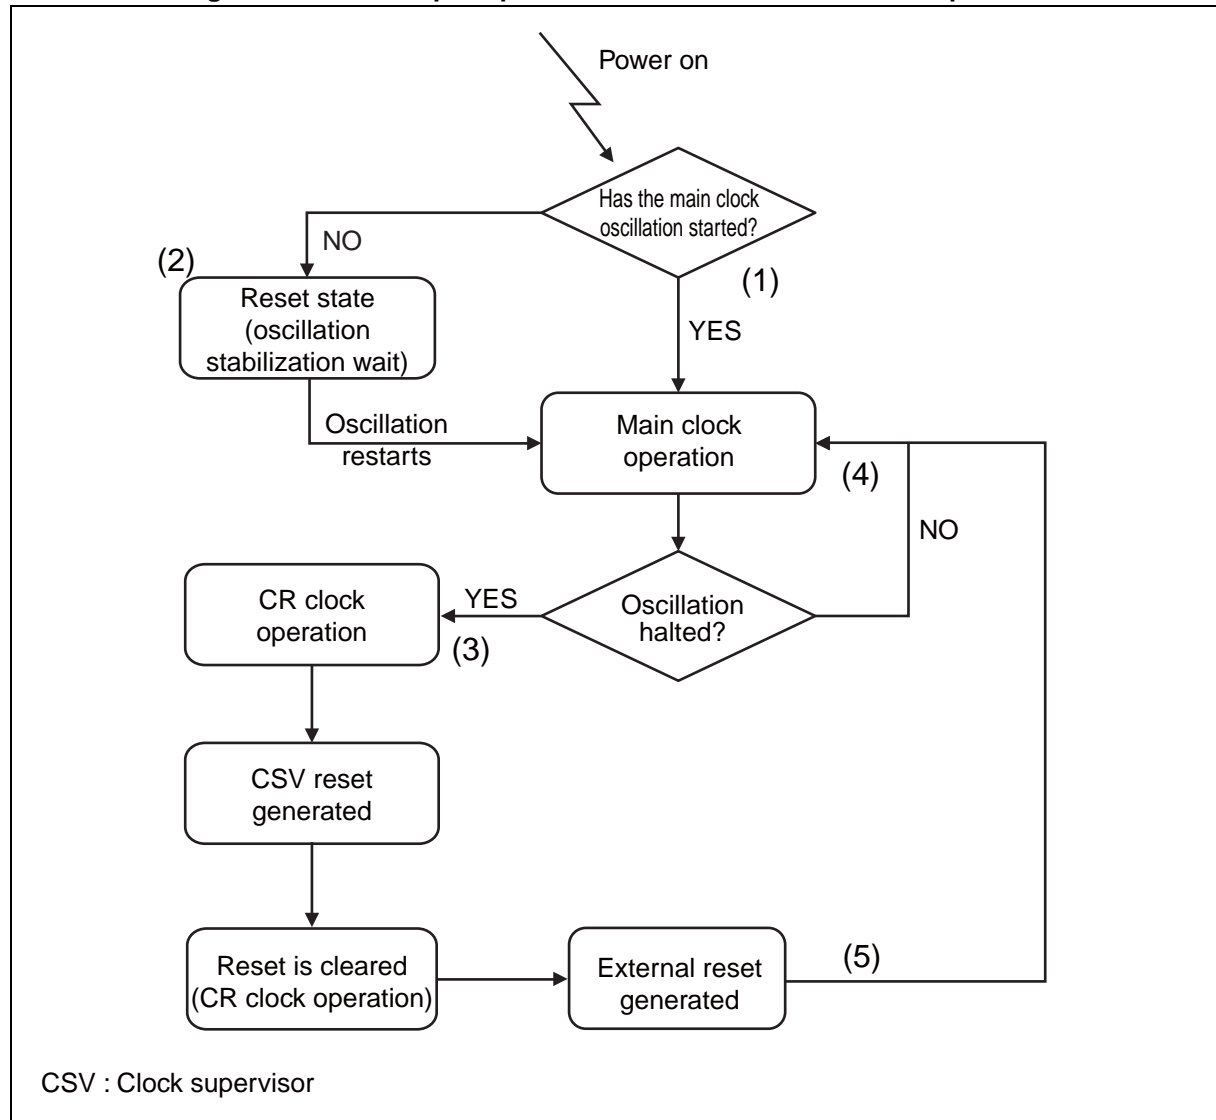 Power on
Has the main clock
oscillation started?
NO
(2)
(1)
Reset state
(oscillation
stabilization wait)
YES
Oscillation
restarts
Main clock
operation
(4)
NO
CR clock
operation
YES
(3)
Oscillation
halted?
CSV reset
generated
Reset is cleared
(CR clock operation)
External reset
generated
(5)
CSV : Clock supervisor